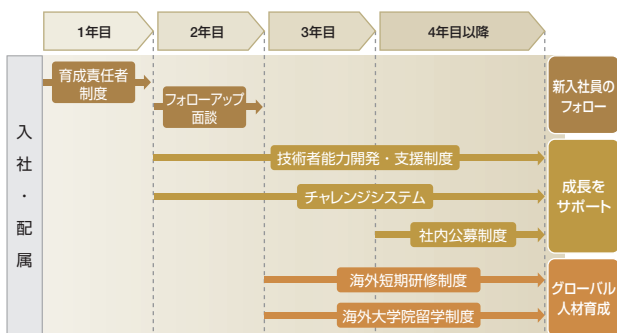 1年目
2年目
3年目
4年目以降
入社・配属
育成責任者
制度
フォローアップ
面談
新入社員の
フォロー
技術者能力開発・支援制度
チャレンジシステム
社内公募制度
成長を
サポート
海外短期研修制度
海外大学院留学制度
グローバル
人材育成